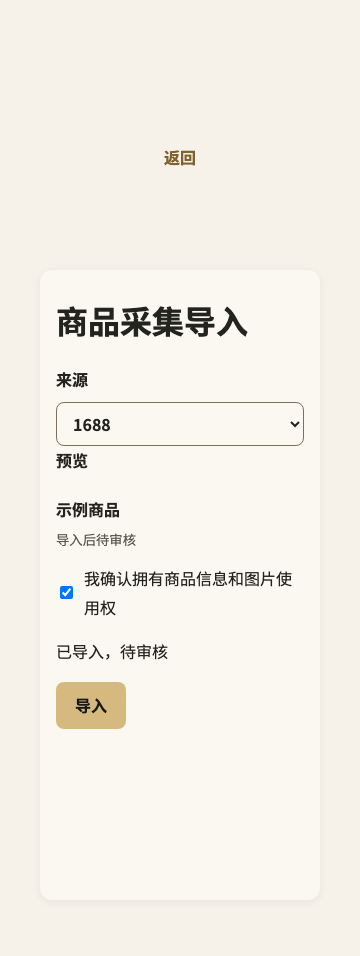 返回
商品采集导入
来源
1688
预览
示例商品
导入后待审核
我确认拥有商品信息和图片使
用权
已导入，待审核
导入